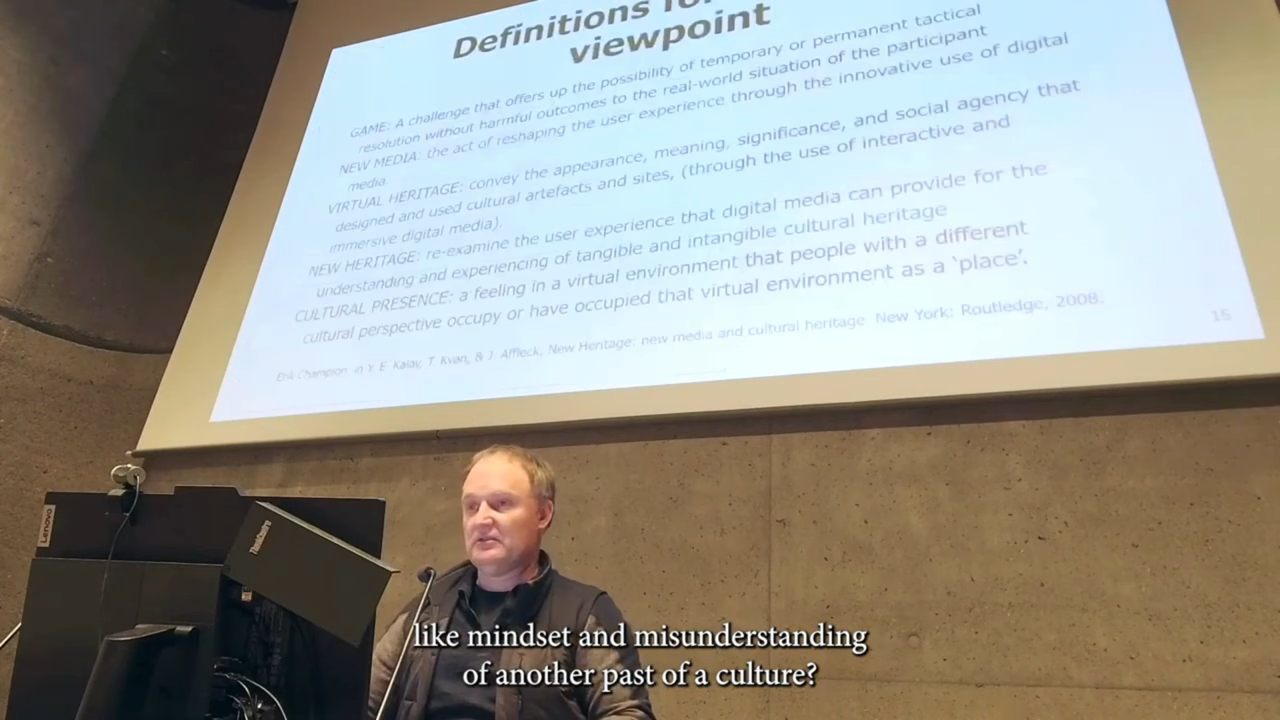 Definitions fo
viewpoint
GAME: A challenge that offers up the possibility of temporary or permanent tactical
resolution without harmful outcomes to the real-world situation of the participant
NEW MEDIA: the act of reshaping the user experience through the innovative use of digital
media.
VIRTUAL HERITAGE: convey the appearance, meaning, significance, and social agency that
designed and used cultural artefacts and sites, (through the use of interactive and
immersive digital media).
NEW HERITAGE: re-examine the user experience that digital media can provide for the
understanding and experiencing of tangible and intangible cultural heritage
CULTURAL PRESENCE: a feeling in a virtual environment that people with a different
cultural perspective occupy or have occupied that virtual environment as a 'place'.
Erik Champion in Y. E. Kalay, T. Kvan, & J. Affleck, New Heritage: new media and cultural heritage New York: Routledge, 2008.
15
Lenovo
ThinkCentre
like mindset and misunderstanding
of another past of a culture?